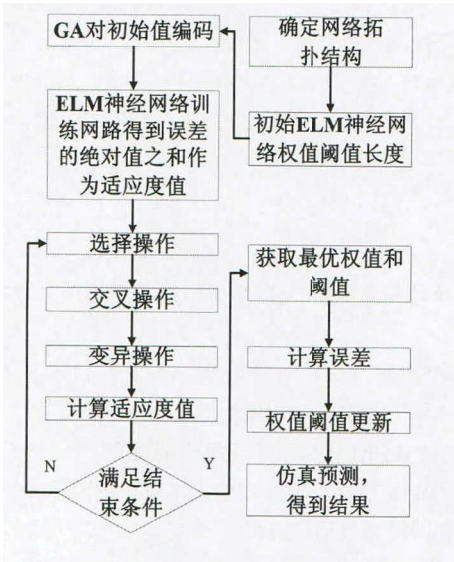 GA对初始值编码
确定网络拓
扑结构
初始ELM神经网
络权值阈值长度
ELM神经网络训
练网路得到误差
的绝对值之和作
为适应度值
选择操作
交叉操作
变异操作
计算适应度值
满足结
束条件
N
Y
获取最优权值和
阈值
计算误差
权值阈值更新
仿真预测，
得到结果